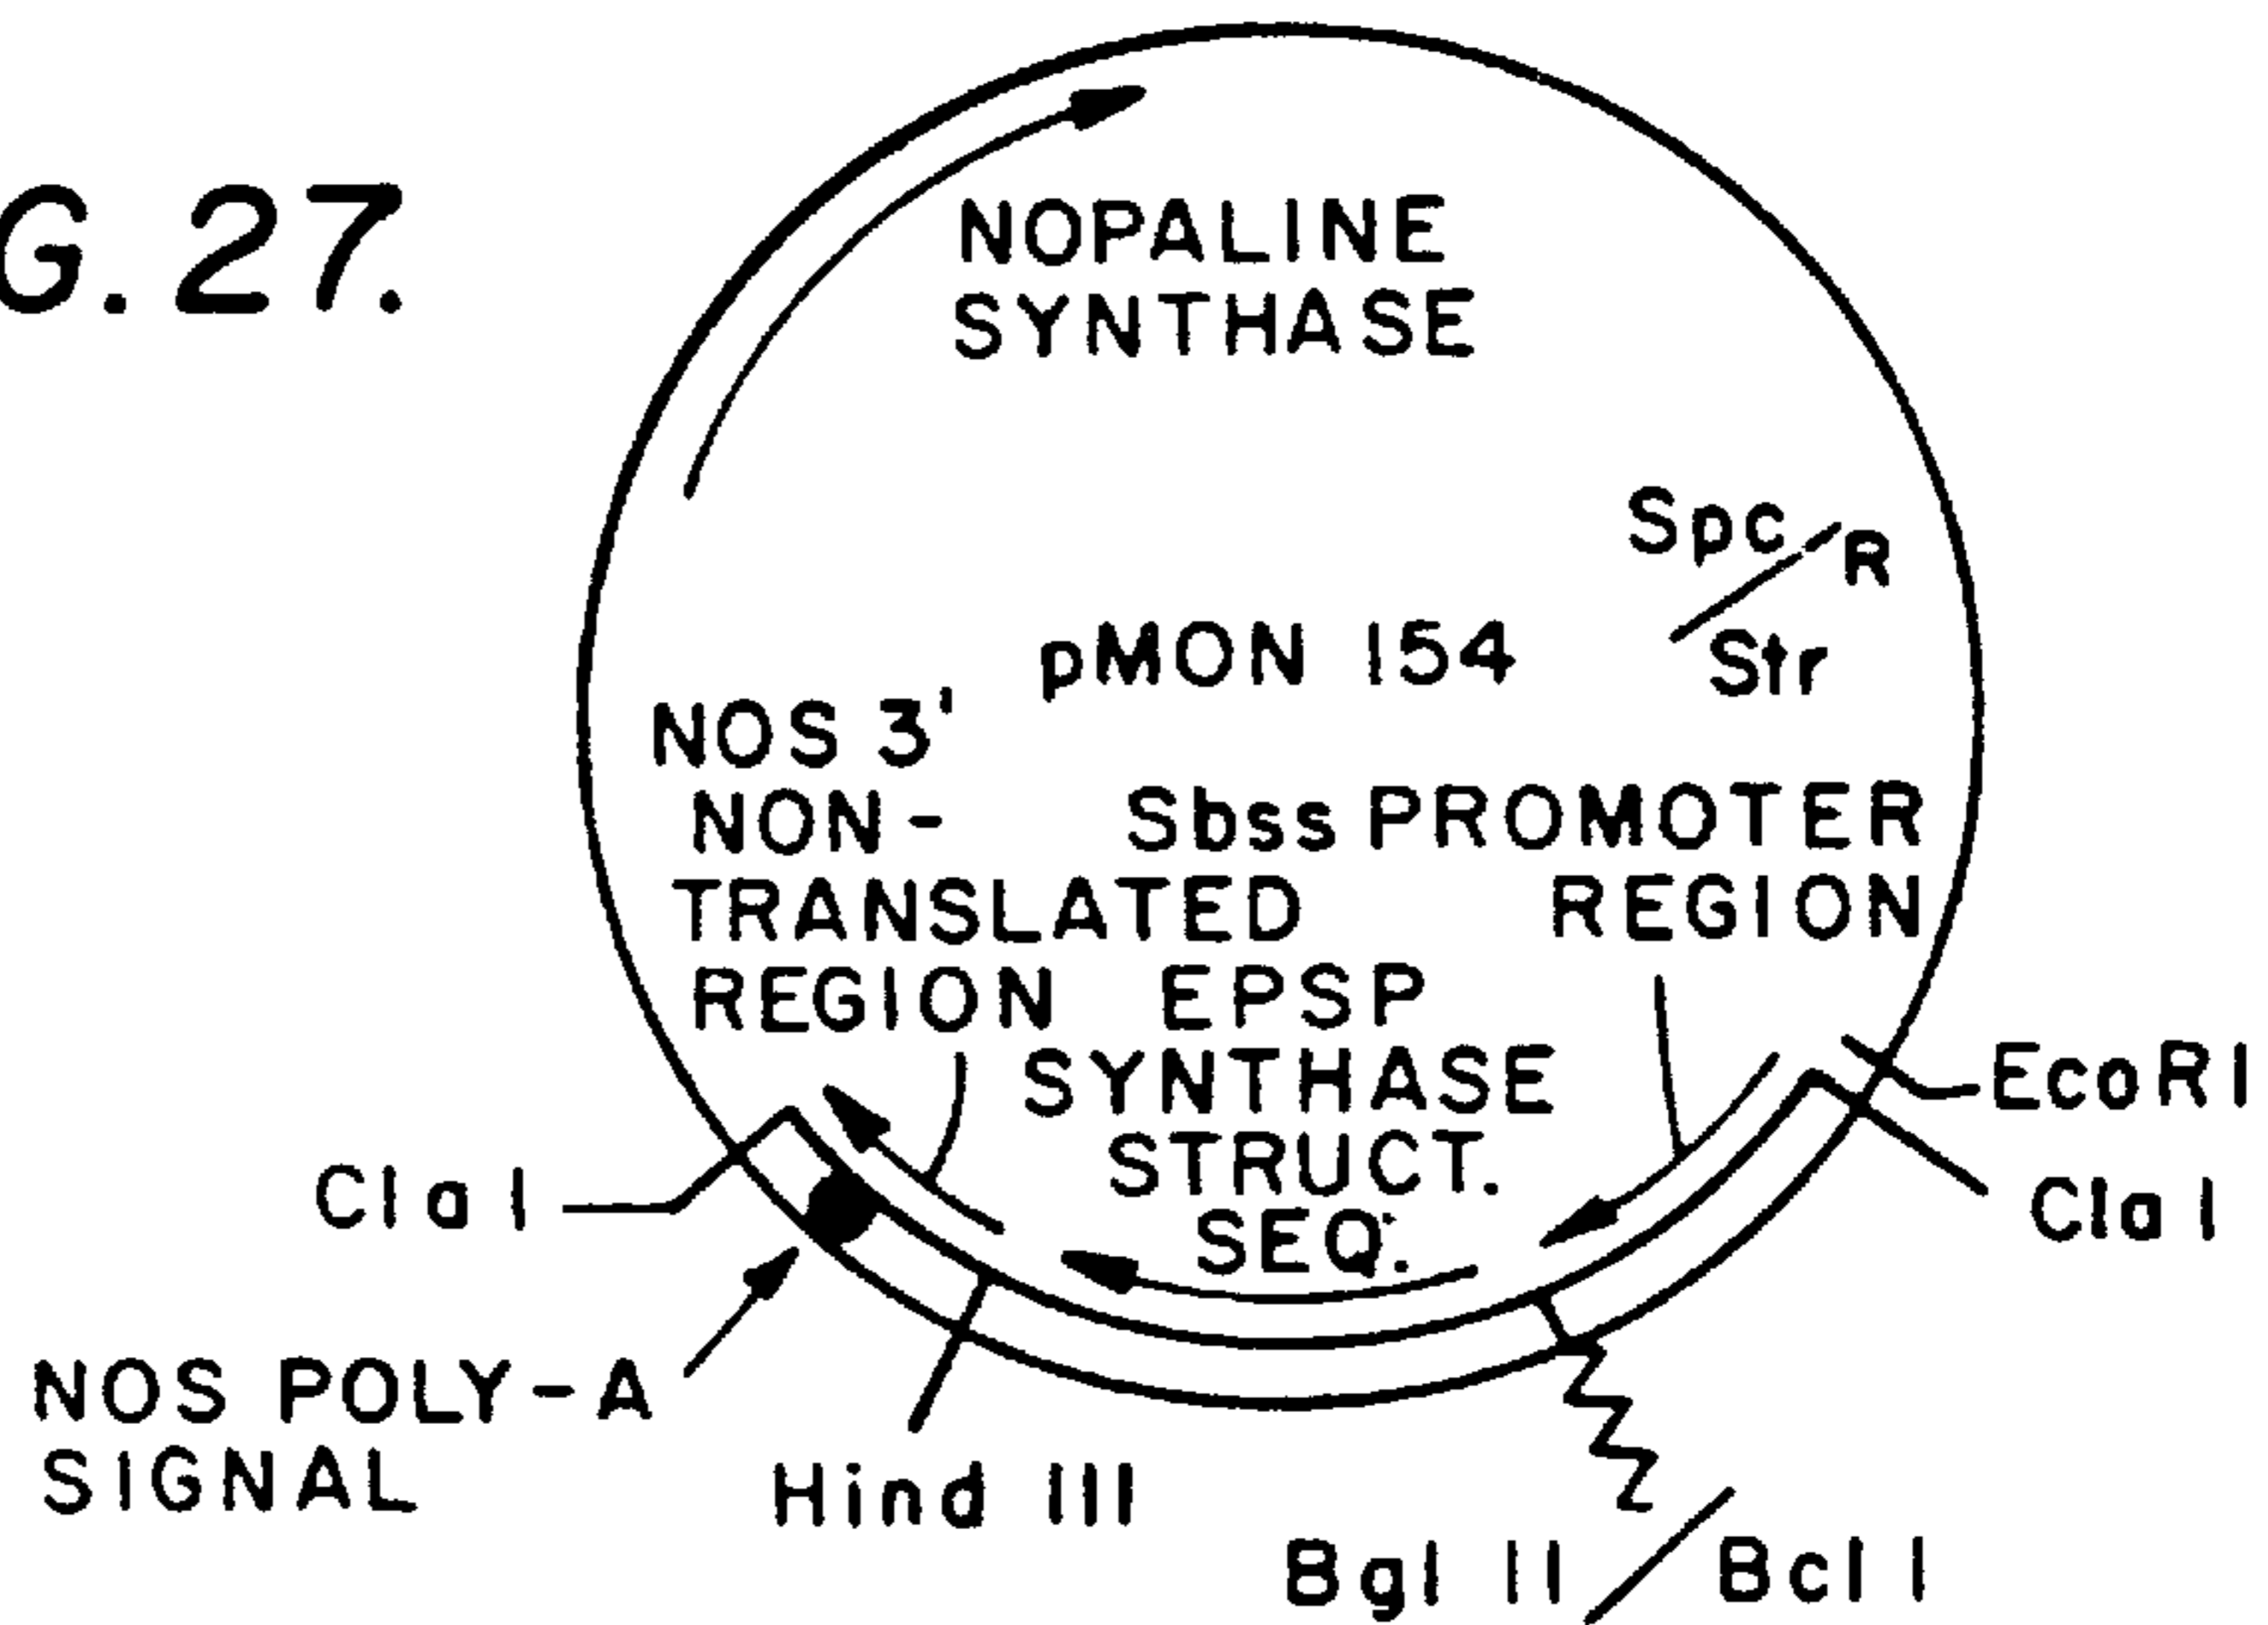 G. 27.
NOPALINE
SYNTHASE
Spc/R
Str
pMON 154
NOS 3'
NON-
TRANSLATED
REGION
Sbss PROMOTER
REGION
EPSP
SYNTHASE
STRUCT.
SEQ.
EcoRI
Cla I
Cla I
NOS POLY-A
SIGNAL
Hind III
Bgl II/Bcl I